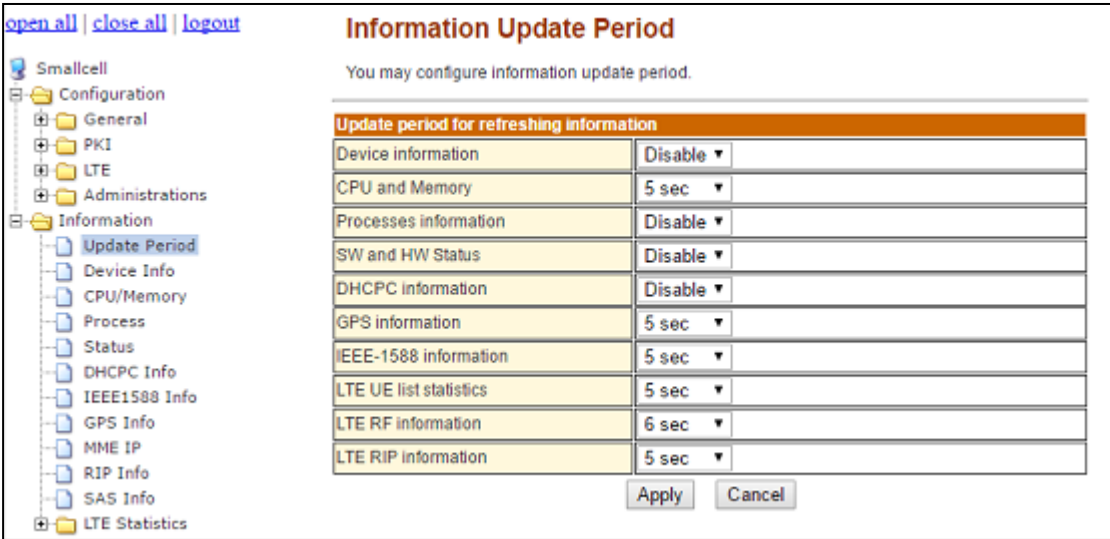 open all | close all | logout
Smallcell
Configuration
General
PKI
LTE
Administrations
Information
Update Period
Device Info
CPU/Memory
Process
Status
DHCPC Info
IEEE1588 Info
GPS Info
MME IP
RIP Info
SAS Info
LTE Statistics
Information Update Period
You may configure information update period.
Update period for refreshing information
Device information Disable
CPU and Memory 5 sec
Processes information Disable
SW and HW Status Disable
DHCPC information Disable
GPS information 5 sec
IEEE-1588 information 5 sec
LTE UE list statistics 5 sec
LTE RF information 6 sec
LTE RIP information 5 sec
Apply Cancel